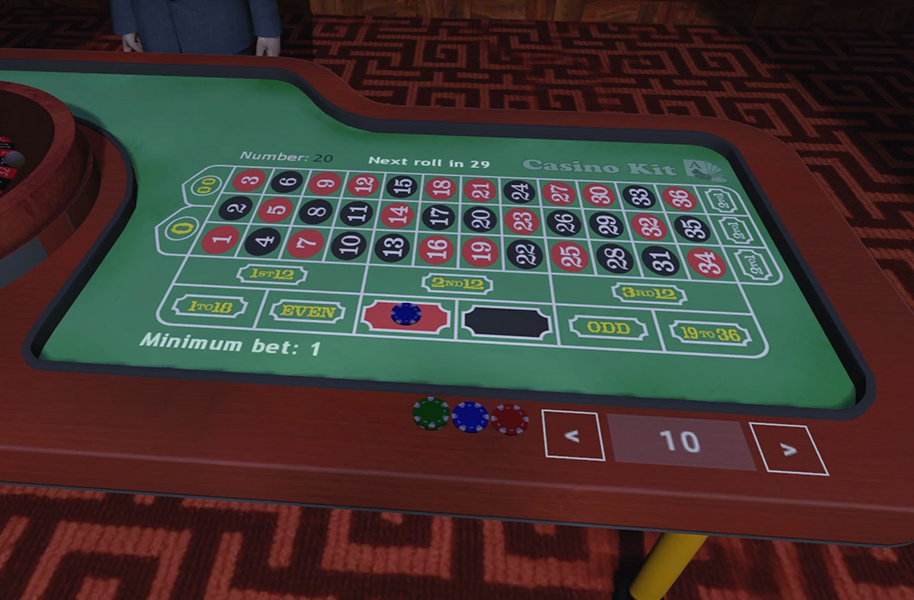 Number: 20
Next roll in 29
Casino Kit
00 3 6 9 12 15 18 21 24 27 30 33 36 2nd
0 2 5 8 11 14 17 20 23 26 29 32 35 2nd
1 4 7 10 13 16 19 22 25 28 31 34 2nd
1ST12 2ND12 3RD12
1TO18 EVEN ODD 19TO36
Minimum bet: 1
< 10 >